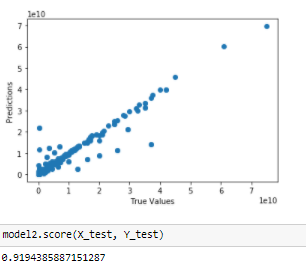 1e10
7
6
5
4
3
2
1
0
Predictions
0 1 2 3 4 5 6 7
True Values
1e10
model2.score(X_test, Y_test)
0.9194385887151287